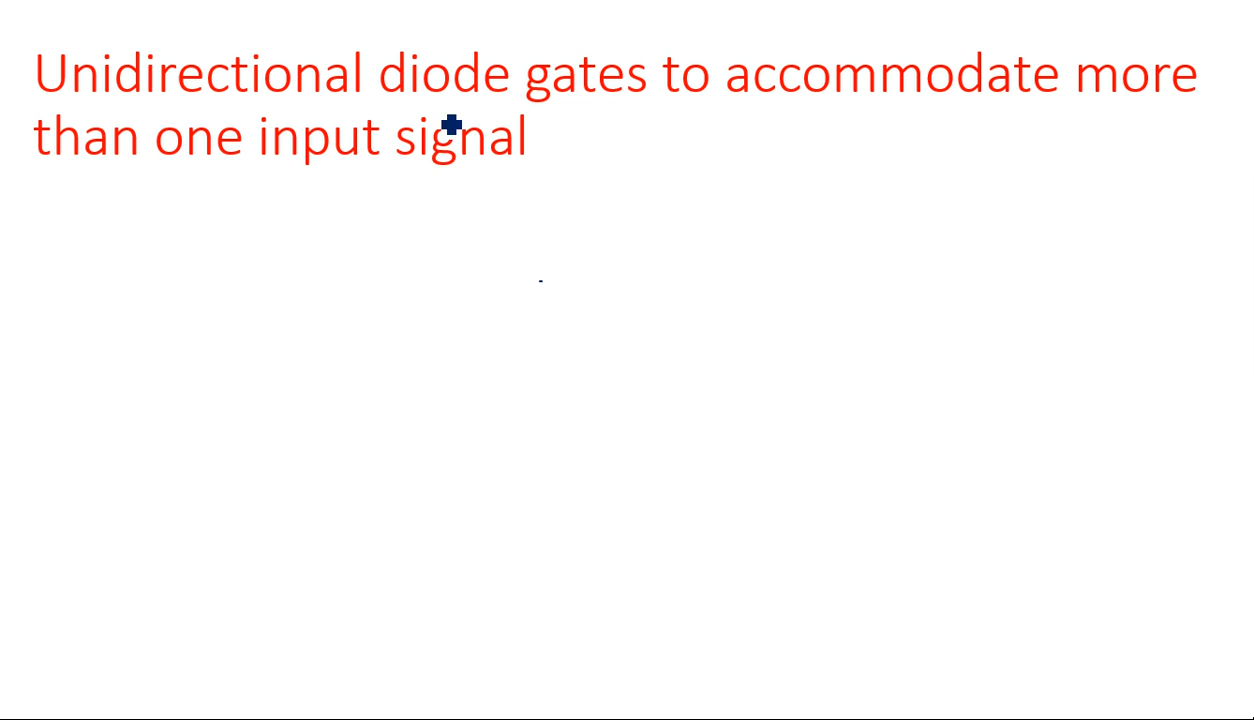 Unidirectional diode gates to accommodate more
than one input signal